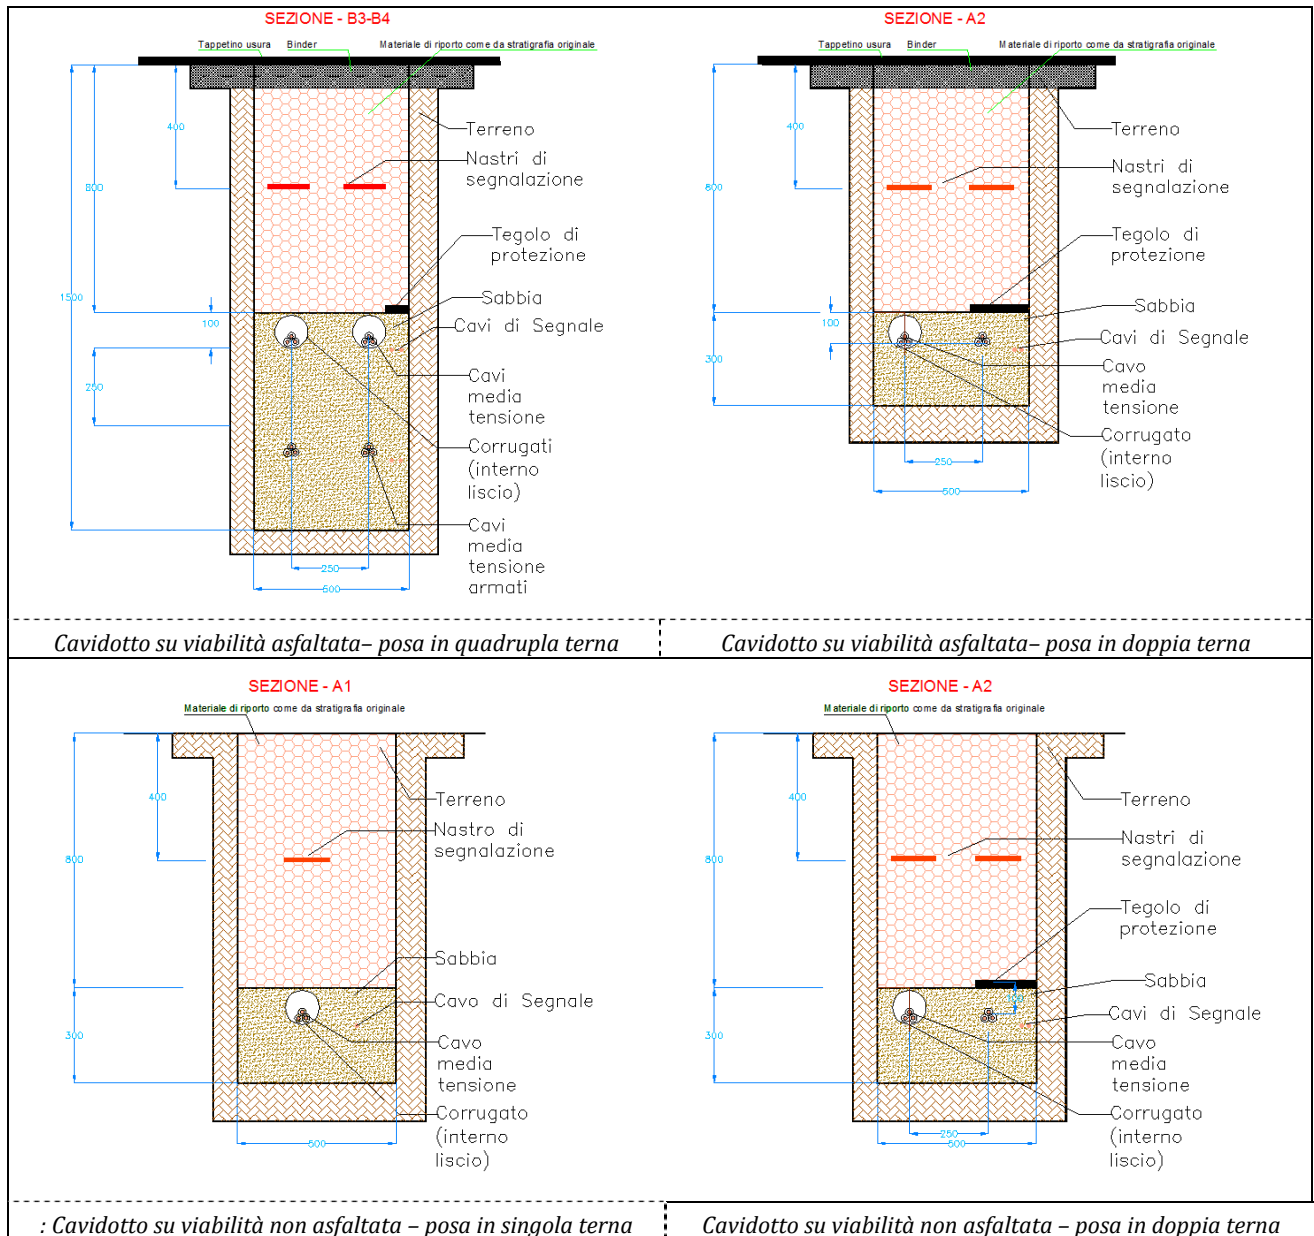 SEZIONE - B3-B4
Tappetino usura Binder Materiale di riporto come da stratigrafia originale
400
800
1500
100
250
250
500
Terreno
Nastri di
segnalazione
Tegolo di
protezione
Sabbia
Cavi di Segnale
Cavi
media
tensione
Corrugati
(interno
liscio)
Cavi
media
tensione
armati
Cavidotto su viabilità asfaltata– posa in quadrupla terna
SEZIONE - A2
Tappetino usura Binder Materiale di riporto come da stratigrafia originale
400
800
100
300
250
500
Terreno
Nastri di
segnalazione
Tegolo di
protezione
Sabbia
Cavi di Segnale
Cavo
media
tensione
Corrugato
(interno
liscio)
Cavidotto su viabilità asfaltata– posa in doppia terna
SEZIONE - A1
Materiale di riporto come da stratigrafia originale
400
800
300
500
Terreno
Nastro di
segnalazione
Sabbia
Cavo di Segnale
Cavo
media
tensione
Corrugato
(interno
liscio)
: Cavidotto su viabilità non asfaltata – posa in singola terna
SEZIONE - A2
Materiale di riporto come da stratigrafia originale
400
800
100
300
250
500
Terreno
Nastri di
segnalazione
Tegolo di
protezione
Sabbia
Cavi di Segnale
Cavo
media
tensione
Corrugato
(interno
liscio)
Cavidotto su viabilità non asfaltata – posa in doppia terna